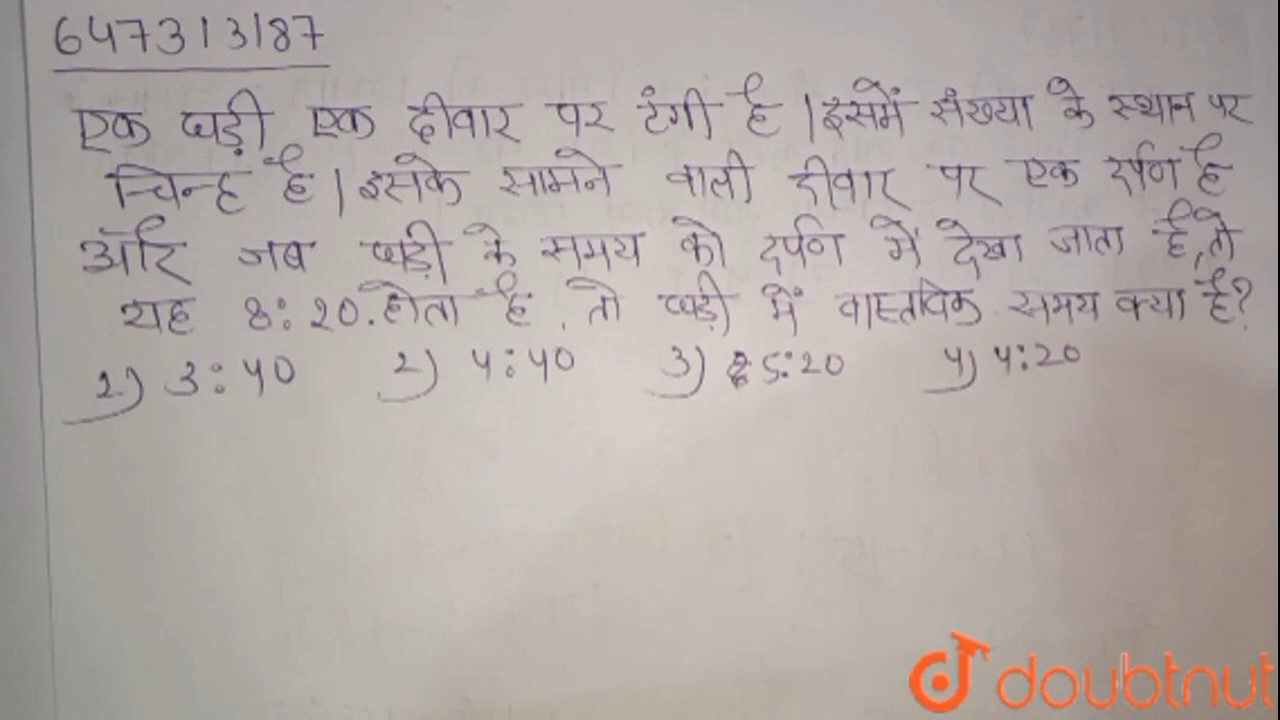 647313187
एक घड़ी एक दीवार पर टंगी है। इसमें संख्या के स्थान पर
चिन्ह है। इसके सामने वाली दीवार पर एक दर्पण है
और जब घड़ी के समय को दर्पण में देखा जाता है, तो
यह 8:20. होता है. तो घड़ी में वास्तविक समय क्या है?
1) 3:40 2) 4:40 3) 5:20 4) 4:20
doubtnut